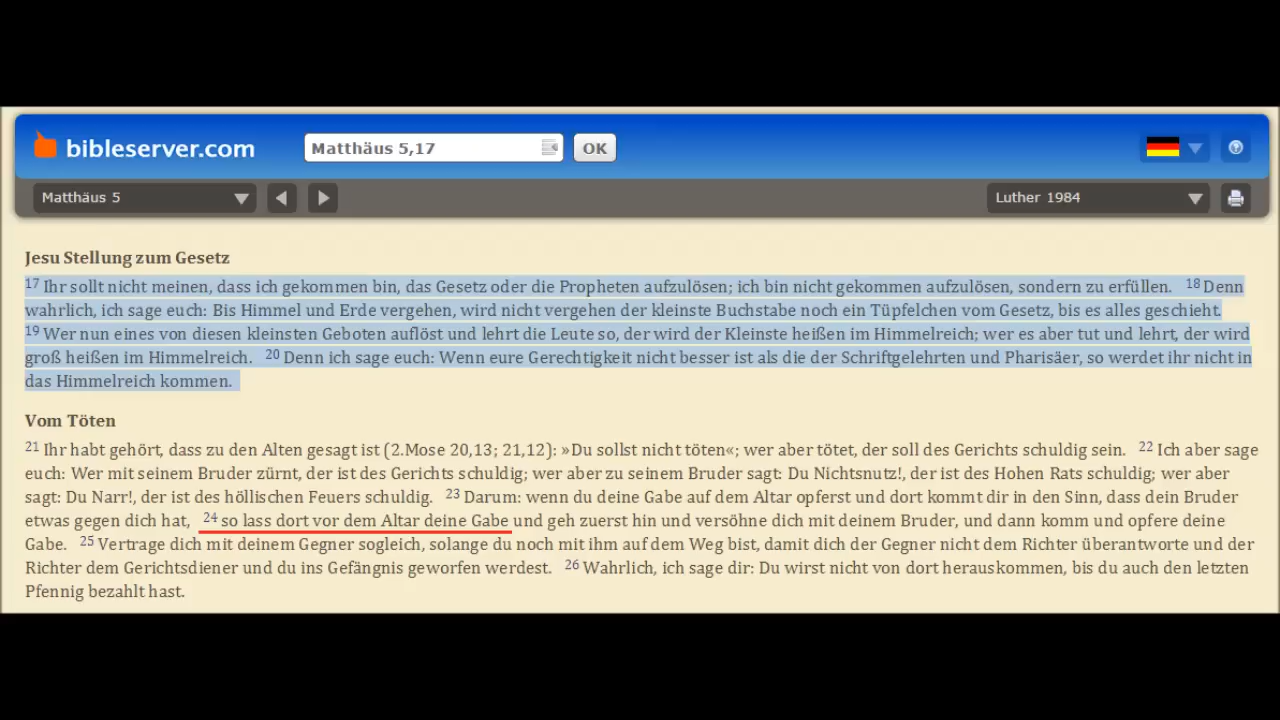 bibleserver.com
Matthäus 5,17
OK
Matthäus 5
Luther 1984
Jesu Stellung zum Gesetz
17 Ihr sollt nicht meinen, dass ich gekommen bin, das Gesetz oder die Propheten aufzulösen; ich bin nicht gekommen aufzulösen, sondern zu erfüllen. 18 Denn
wahrlich, ich sage euch: Bis Himmel und Erde vergehen, wird nicht vergehen der kleinste Buchstabe noch ein Tüpfelchen vom Gesetz, bis es alles geschieht.
19 Wer nun eines von diesen kleinsten Geboten auflöst und lehrt die Leute so, der wird der Kleinste heißen im Himmelreich; wer es aber tut und lehrt, der wird
groß heißen im Himmelreich. 20 Denn ich sage euch: Wenn eure Gerechtigkeit nicht besser ist als die der Schriftgelehrten und Pharisäer, so werdet ihr nicht in
das Himmelreich kommen.
Vom Töten
21 Ihr habt gehört, dass zu den Alten gesagt ist (2.Mose 20,13; 21,12): »Du sollst nicht töten«; wer aber tötet, der soll des Gerichts schuldig sein. 22 Ich aber sage
euch: Wer mit seinem Bruder zürnt, der ist des Gerichts schuldig; wer aber zu seinem Bruder sagt: Du Nichtsnutz!, der ist des Hohen Rats schuldig; wer aber
sagt: Du Narr!, der ist des höllischen Feuers schuldig. 23 Darum: wenn du deine Gabe auf dem Altar opferst und dort kommt dir in den Sinn, dass dein Bruder
etwas gegen dich hat, 24 so lass dort vor dem Altar deine Gabe und geh zuerst hin und versöhne dich mit deinem Bruder, und dann komm und opfere deine
Gabe. 25 Vertrage dich mit deinem Gegner sogleich, solange du noch mit ihm auf dem Weg bist, damit dich der Gegner nicht dem Richter überantworte und der
Richter dem Gerichtsdiener und du ins Gefängnis geworfen werdest. 26 Wahrlich, ich sage dir: Du wirst nicht von dort herauskommen, bis du auch den letzten
Pfennig bezahlt hast.